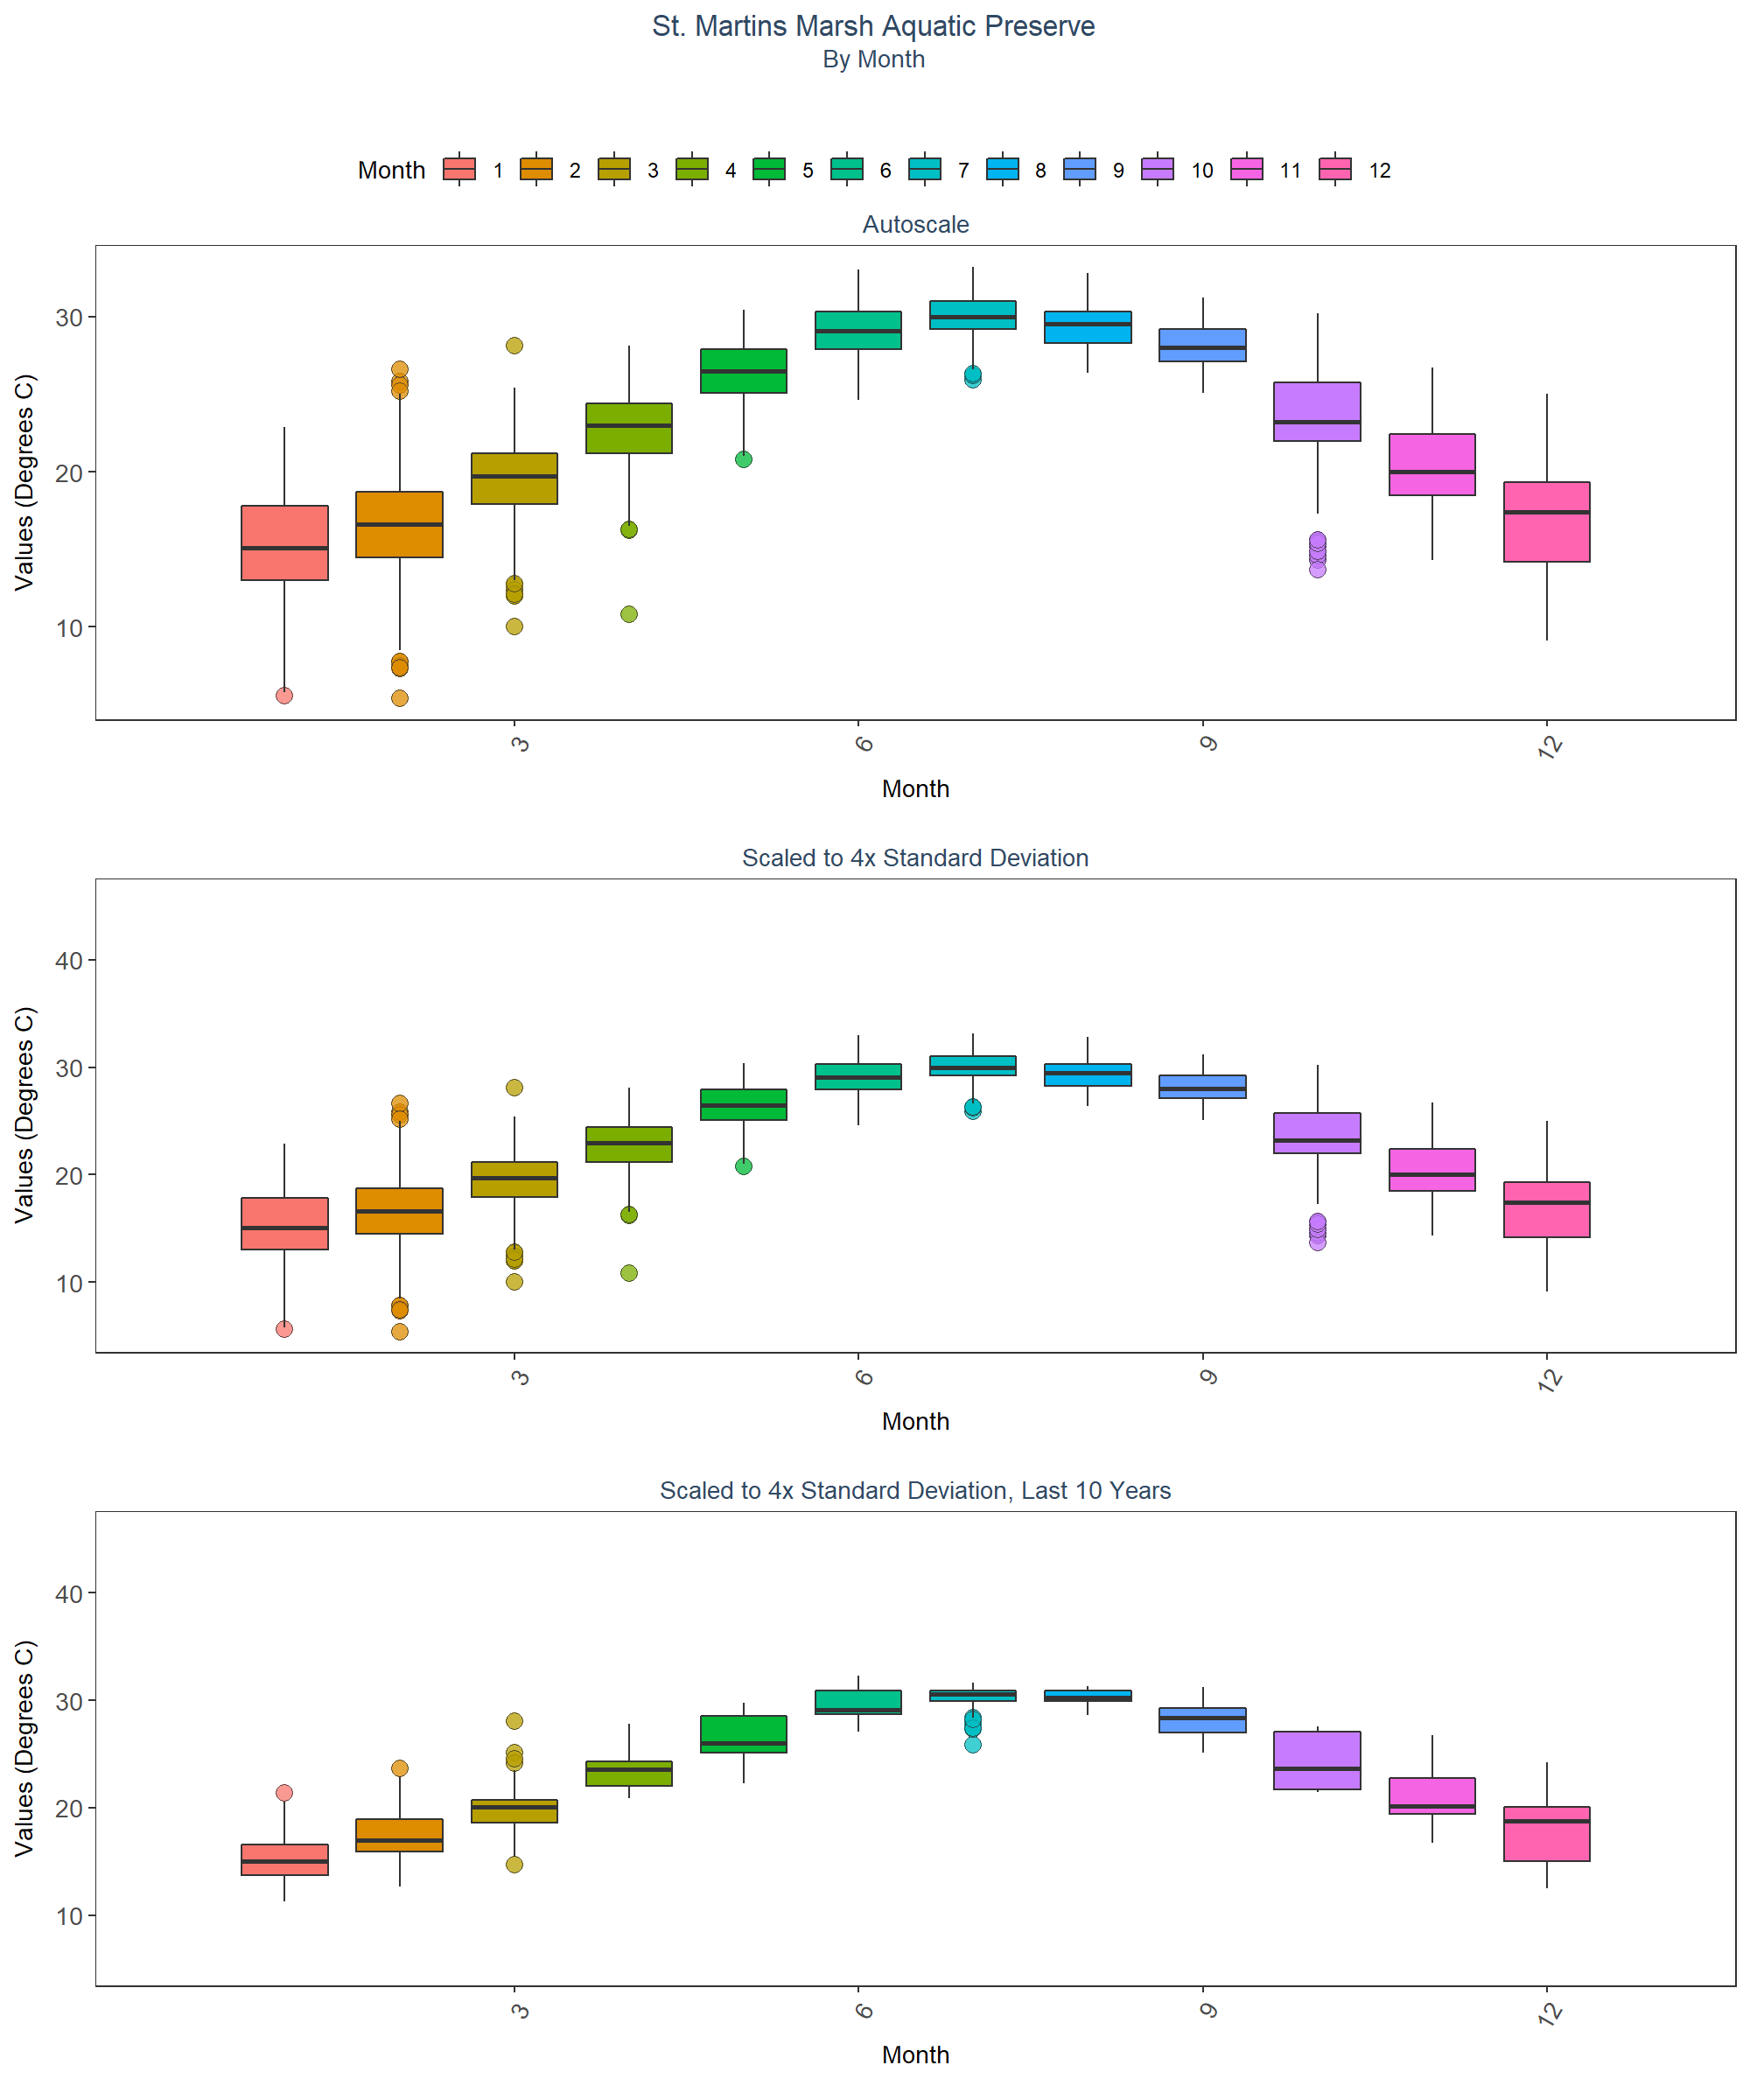 St. Martins Marsh Aquatic Preserve
By Month
Month 1 2 3 4 5 6 7 8 9 10 11 12
Autoscale
Values (Degrees C)
30
20
10
3 6 9 12
Month
Scaled to 4x Standard Deviation
Values (Degrees C)
40
30
20
10
3 6 9 12
Month
Scaled to 4x Standard Deviation, Last 10 Years
Values (Degrees C)
40
30
20
10
3 6 9 12
Month